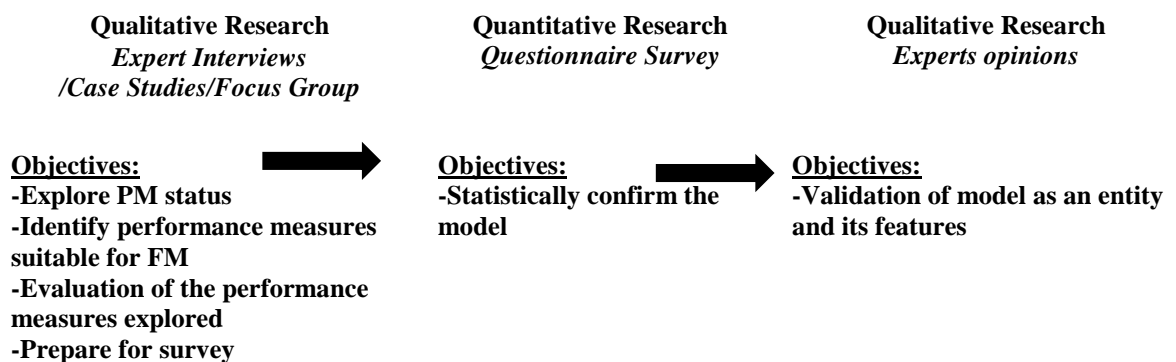 Qualitative Research
Expert Interviews
/Case Studies/Focus Group
Objectives:
-Explore PM status
-Identify performance measures
suitable for FM
-Evaluation of the performance
measures explored
-Prepare for survey
Quantitative Research
Questionnaire Survey
Objectives:
-Statistically confirm the
model
Qualitative Research
Experts opinions
Objectives:
-Validation of model as an entity
and its features